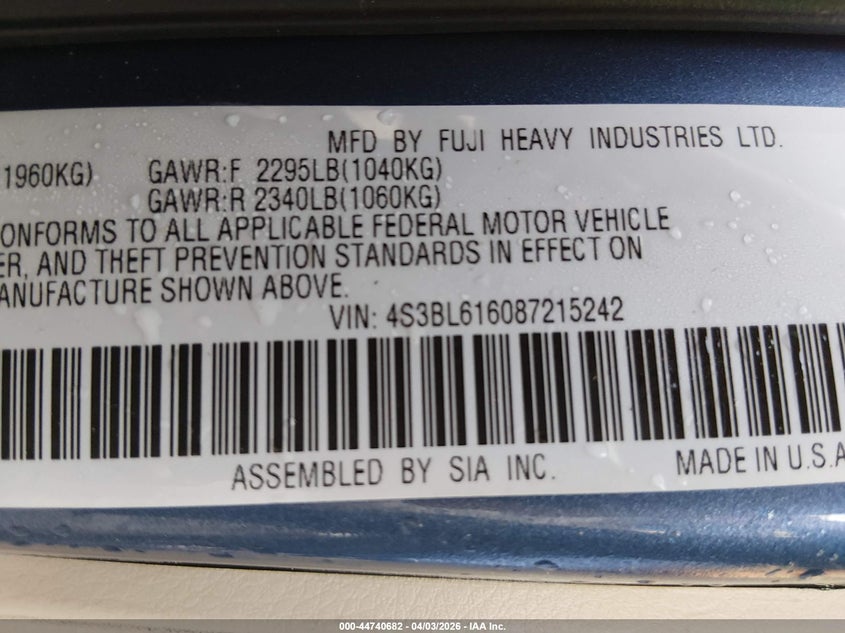 MFD BY FUJI HEAVY INDUSTRIES LTD.
1960KG) GAWR:F 2295LB(1040KG)
GAWR:R 2340LB(1060KG)
ONFORMS TO ALL APPLICABLE FEDERAL MOTOR VEHICLE
ER, AND THEFT PREVENTION STANDARDS IN EFFECT ON
ANUFACTURE SHOWN ABOVE.
VIN: 4S3BL616087215242
ASSEMBLED BY SIA INC. MADE IN U.S.A
000-44740682 - 04/03/2026 - IAA Inc.